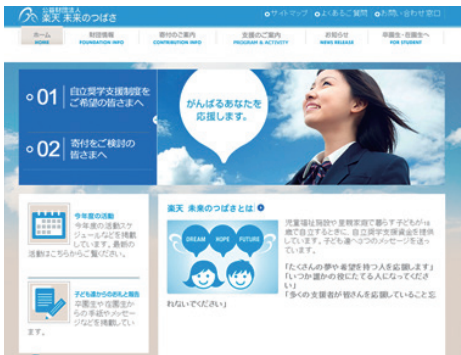 公益財団法人
楽天 未来のつばさ
サイトマップ
よくあるご質問
お問い合わせ窓口
ホーム
HOME
財団情報
FOUNDATION INFO
寄付のご案内
CONTRIBUTION INFO
支援のご案内
PROGRAM & ACTIVITY
お知らせ
NEWS RELEASE
卒園生・在園生へ
FOR STUDENT
01 自立奨学支援制度を
ご希望の皆さまへ
02 寄付をご検討の
皆さまへ
がんばるあなたを
応援します。
今年度の活動
今年度の活動スケ
ジュールなどを掲載
しています。最新の
活動はこちらからご覧ください。
子ども達からのお礼と報告
卒園生や在園生か
らの手紙やメッセー
ジなどを掲載してい
ます。
楽天 未来のつばさとは
DREAM HOPE FUTURE
児童福祉施設や里親家庭で暮らす子どもが18
歳で自立するときに、自立奨学支援資金を提供
しています。子ども達へ3つのメッセージを送っ
ています。
「たくさんの夢や希望を持つ人を応援します」
「いつか誰かの役にたてる人になってくださ
い」
「多くの支援者が皆さんを応援していること忘
れないでください」